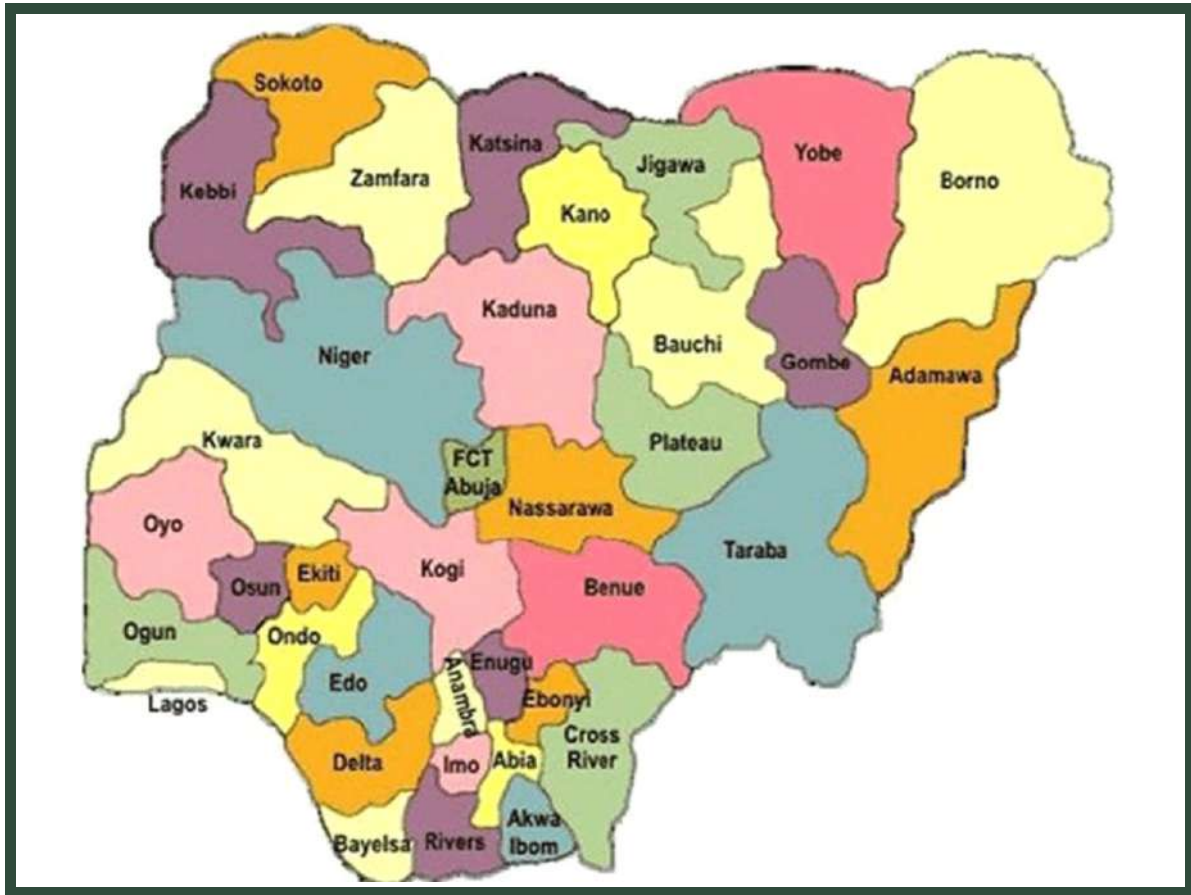 Sokoto
Katsina
Kebbi
Zamfara
Jigawa
Yobe
Borno
Kano
Kaduna
Niger
Bauchi
Gombe
Adamawa
Kwara
Plateau
FCT
Abuja
Nassarawa
Oyo
Taraba
Kogi
Benue
Osun
Ekiti
Ogun
Ondo
Edo
Enugu
Anambra
Ebonyi
Lagos
Cross
River
Delta
Imo
Abia
Bayelsa
Rivers
Akwa
Ibom